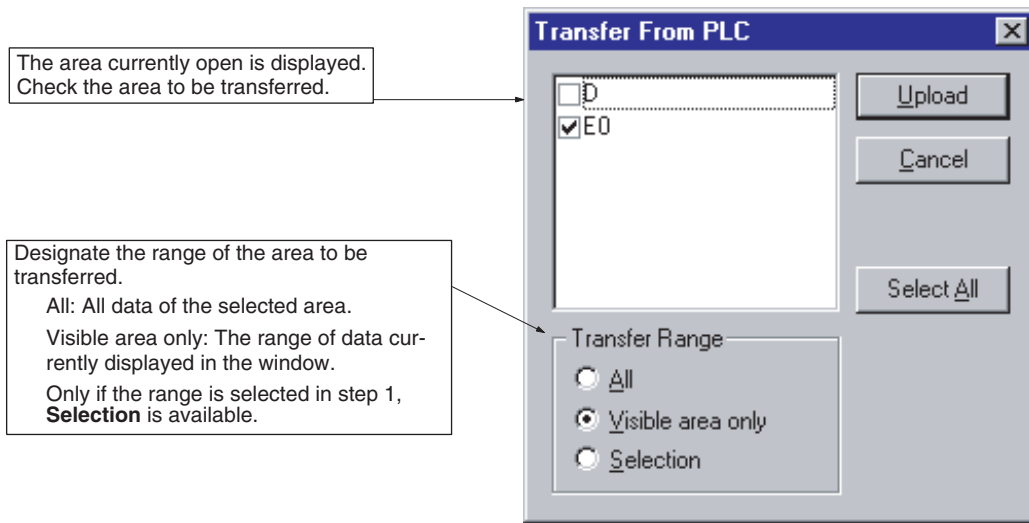 Transfer From PLC
The area currently open is displayed.
Check the area to be transferred.
D
E0
Upload
Cancel
Select All
Designate the range of the area to be
transferred.
All: All data of the selected area.
Visible area only: The range of data cur-
rently displayed in the window.
Only if the range is selected in step 1,
Selection is available.
Transfer Range
All
Visible area only
Selection